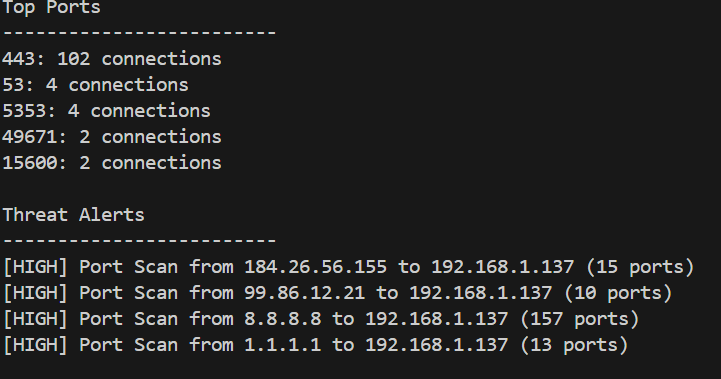 Top Ports
-------------------------
443: 102 connections
53: 4 connections
5353: 4 connections
49671: 2 connections
15600: 2 connections
Threat Alerts
-------------------------
[HIGH] Port Scan from 184.26.56.155 to 192.168.1.137 (15 ports)
[HIGH] Port Scan from 99.86.12.21 to 192.168.1.137 (10 ports)
[HIGH] Port Scan from 8.8.8.8 to 192.168.1.137 (157 ports)
[HIGH] Port Scan from 1.1.1.1 to 192.168.1.137 (13 ports)